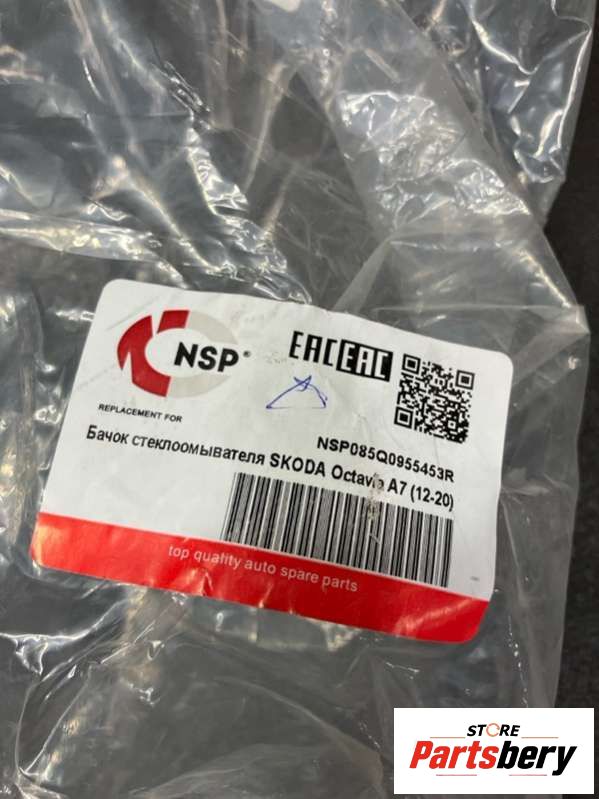 NSP®
EAC EAC
REPLACEMENT FOR
NSP085Q0955453R
Бачок стеклоомывателя SKODA Octavia A7 (12-20)
top quality auto spare parts
STORE
Partsbery